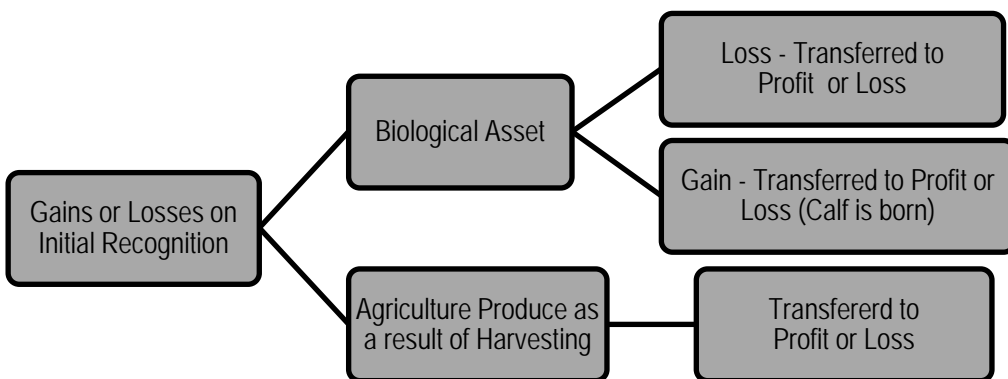 Gains or Losses on
Initial Recognition
Biological Asset
Loss - Transferred to
Profit or Loss
Gain - Transferred to Profit or
Loss (Calf is born)
Agriculture Produce as
a result of Harvesting
Transfererd to
Profit or Loss